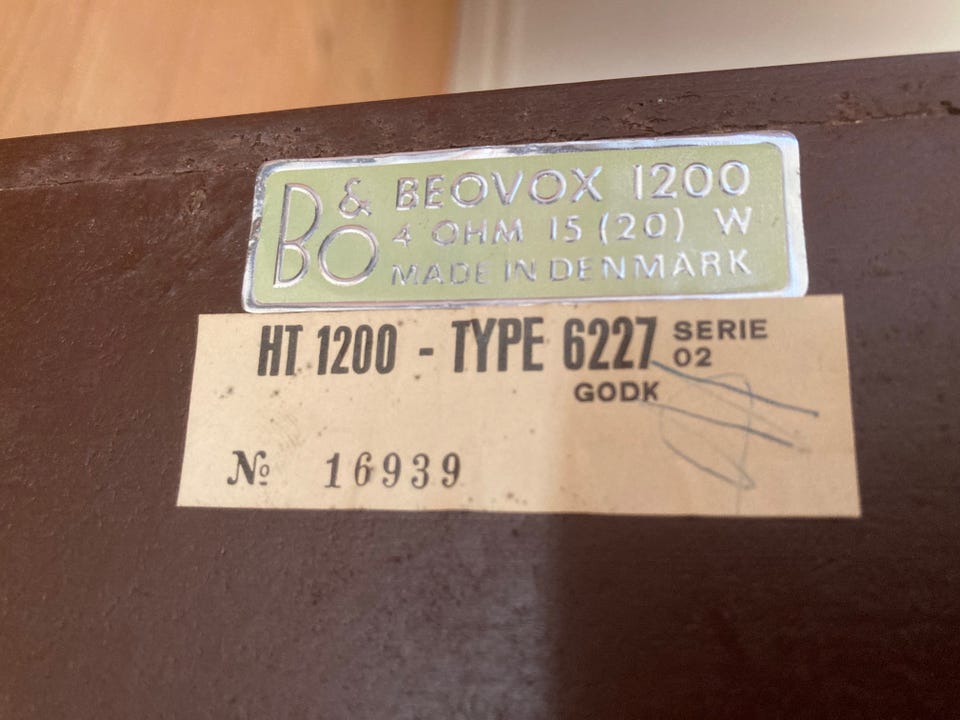 B&O
BEOVOX 1200
4 OHM 15 (20) W
MADE IN DENMARK
HT 1200 - TYPE 6227 SERIE 02
GODK
№ 16939